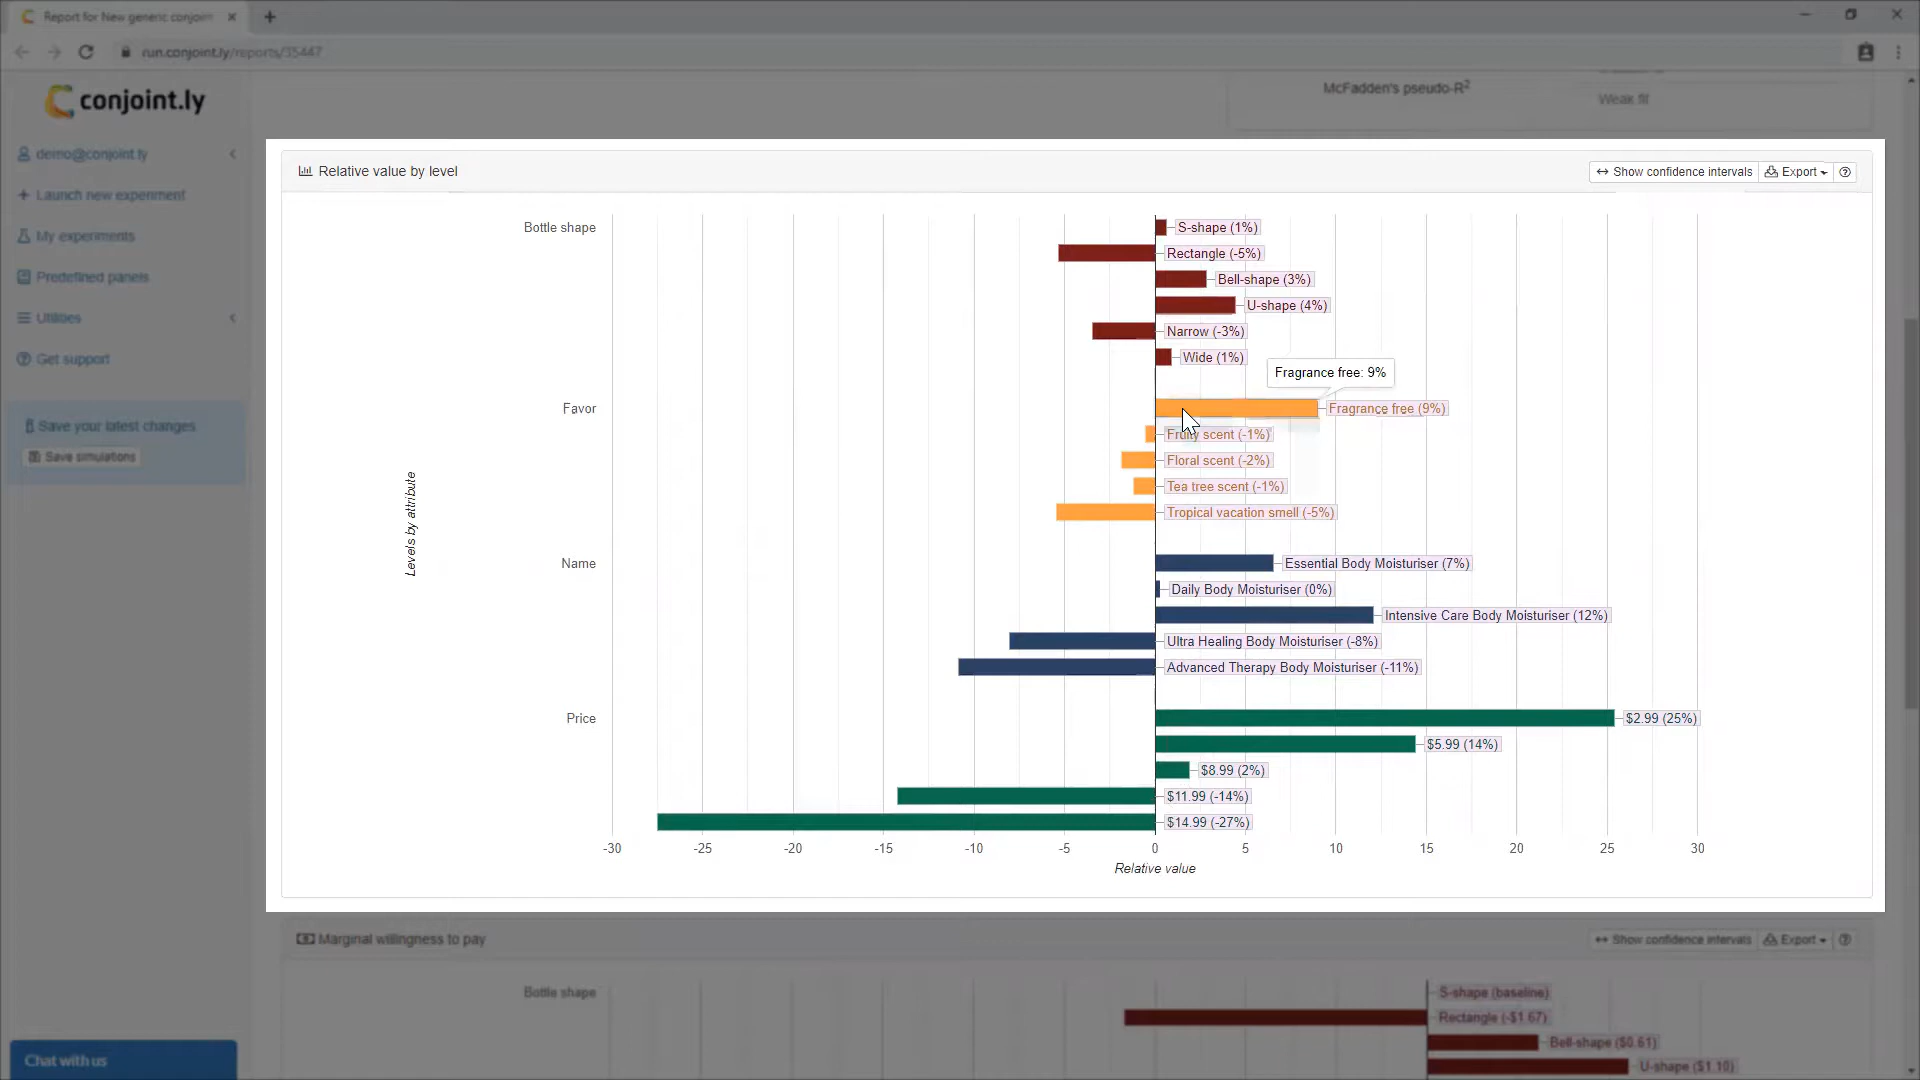 Report for New generic conjoint
run.conjoint.ly/reports/35447
conjoint.ly
McFadden's pseudo-R²
Weak fit
demo@conjoint.ly
Launch new experiment
My experiments
Predefined panels
Utilities
Get support
Save your latest changes
Save simulations
Chat with us
Relative value by level
Show confidence intervals
Export
Levels by attribute
Bottle shape
S-shape (1%)
Rectangle (-5%)
Bell-shape (3%)
U-shape (4%)
Narrow (-3%)
Wide (1%)
Fragrance free: 9%
Favor
Fragrance free (9%)
Fruity scent (-1%)
Floral scent (-2%)
Tea tree scent (-1%)
Tropical vacation smell (-5%)
Name
Essential Body Moisturiser (7%)
Daily Body Moisturiser (0%)
Intensive Care Body Moisturiser (12%)
Ultra Healing Body Moisturiser (-8%)
Advanced Therapy Body Moisturiser (-11%)
Price
$2.99 (25%)
$5.99 (14%)
$8.99 (2%)
$11.99 (-14%)
$14.99 (-27%)
-30 -25 -20 -15 -10 -5 0 5 10 15 20 25 30
Relative value
Marginal willingness to pay
Show confidence intervals
Export
Bottle shape
S-shape (baseline)
Rectangle (-$1.67)
Bell-shape ($0.61)
U-shape ($1.10)